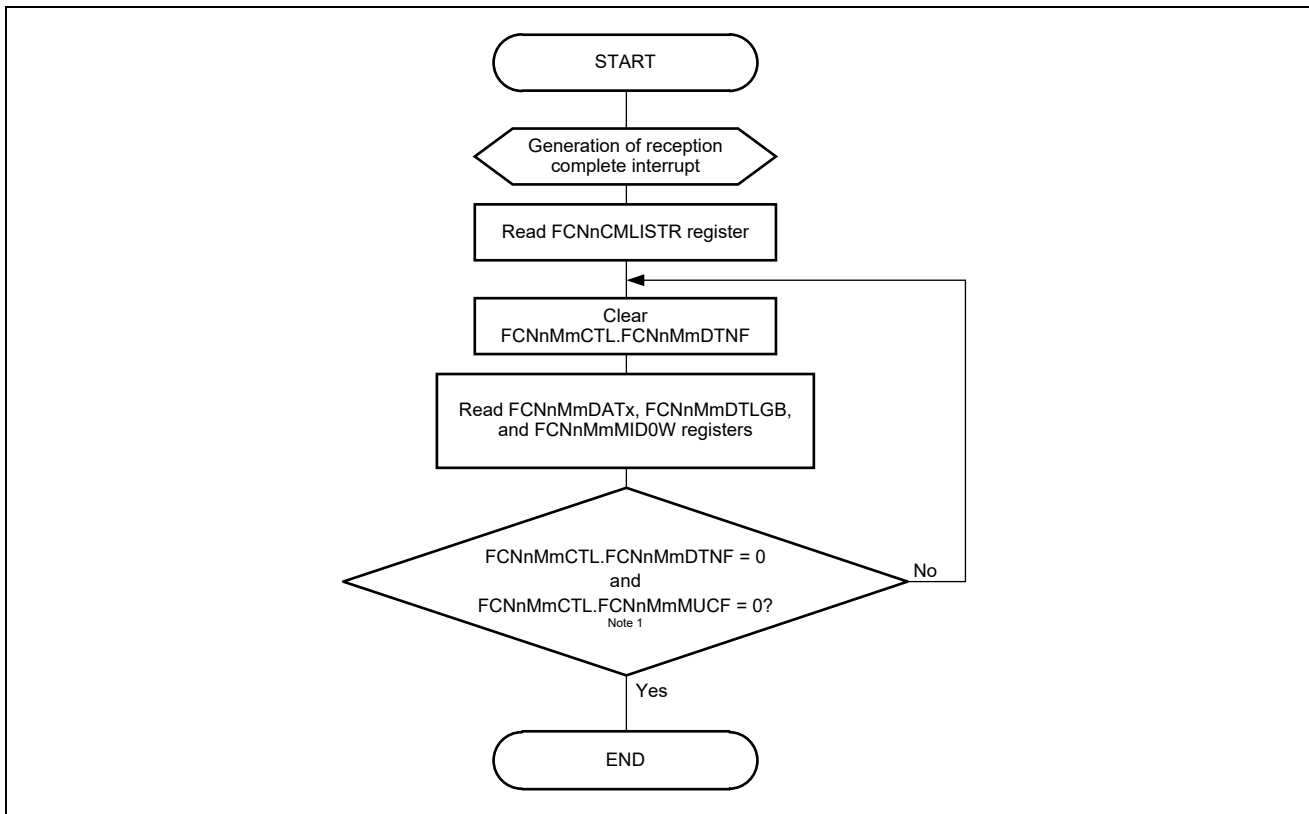 START
Generation of reception
complete interrupt
Read FCNnCMLISTR register
Clear
FCNnMmCTL.FCNnMmDTNF
Read FCNnMmDATx, FCNnMmDTLGB,
and FCNnMmMID0W registers
FCNnMmCTL.FCNnMmDTNF = 0
and
FCNnMmCTL.FCNnMmMUCF = 0?
Note 1
No
Yes
END